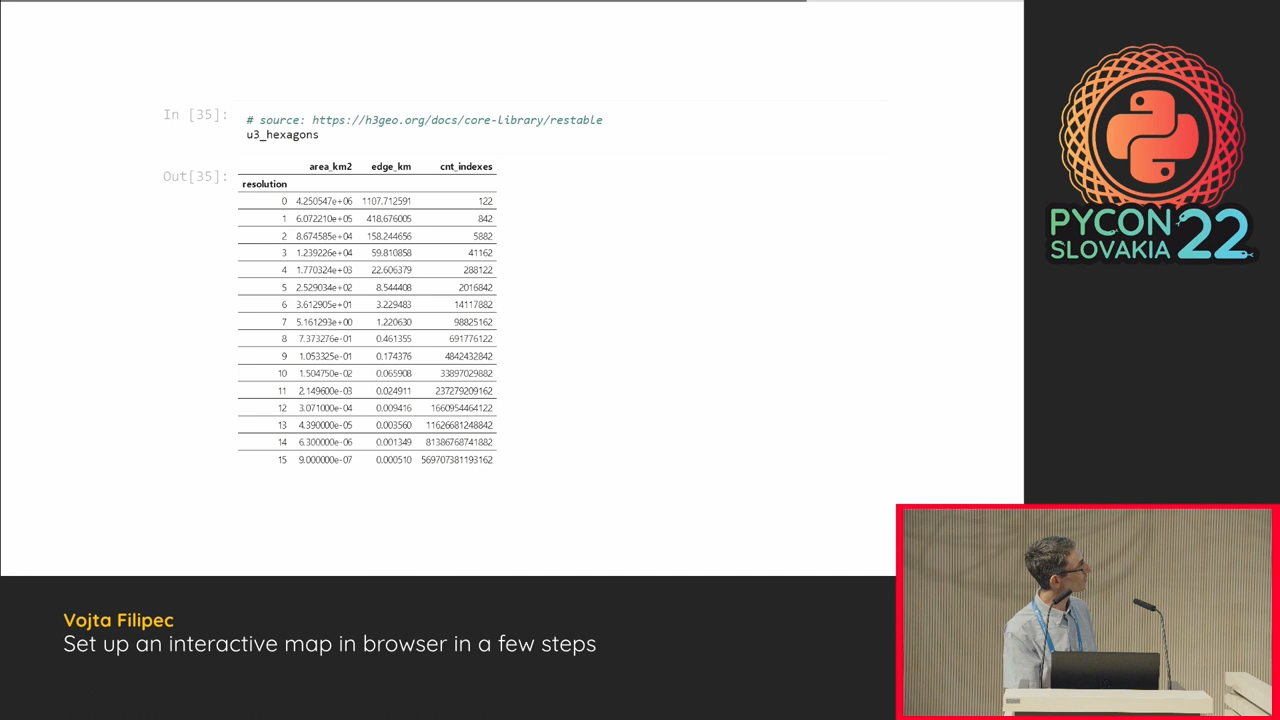 In [35]:
# source: https://h3geo.org/docs/core-library/restable
u3_hexagons
Out[35]:
area_km2 edge_km cnt_indexes
resolution
0 4.250547e+06 1107.712591 122
1 6.072210e+05 418.676005 842
2 8.674585e+04 158.244656 5882
3 1.239226e+04 59.810858 41162
4 1.770324e+03 22.606379 288122
5 2.529034e+02 8.544408 2016842
6 3.612905e+01 3.229483 14117882
7 5.161293e+00 1.220630 98825162
8 7.373276e-01 0.461355 691776122
9 1.053325e-01 0.174376 4842432842
10 1.504750e-02 0.065908 33897029882
11 2.149600e-03 0.024911 237279209162
12 3.071000e-04 0.009416 1660954464122
13 4.390000e-05 0.003560 11626681248842
14 6.300000e-06 0.001349 81386768741882
15 9.000000e-07 0.000510 569707381193162
PYCON
SLOVAKIA 22
Vojta Filipec
Set up an interactive map in browser in a few steps